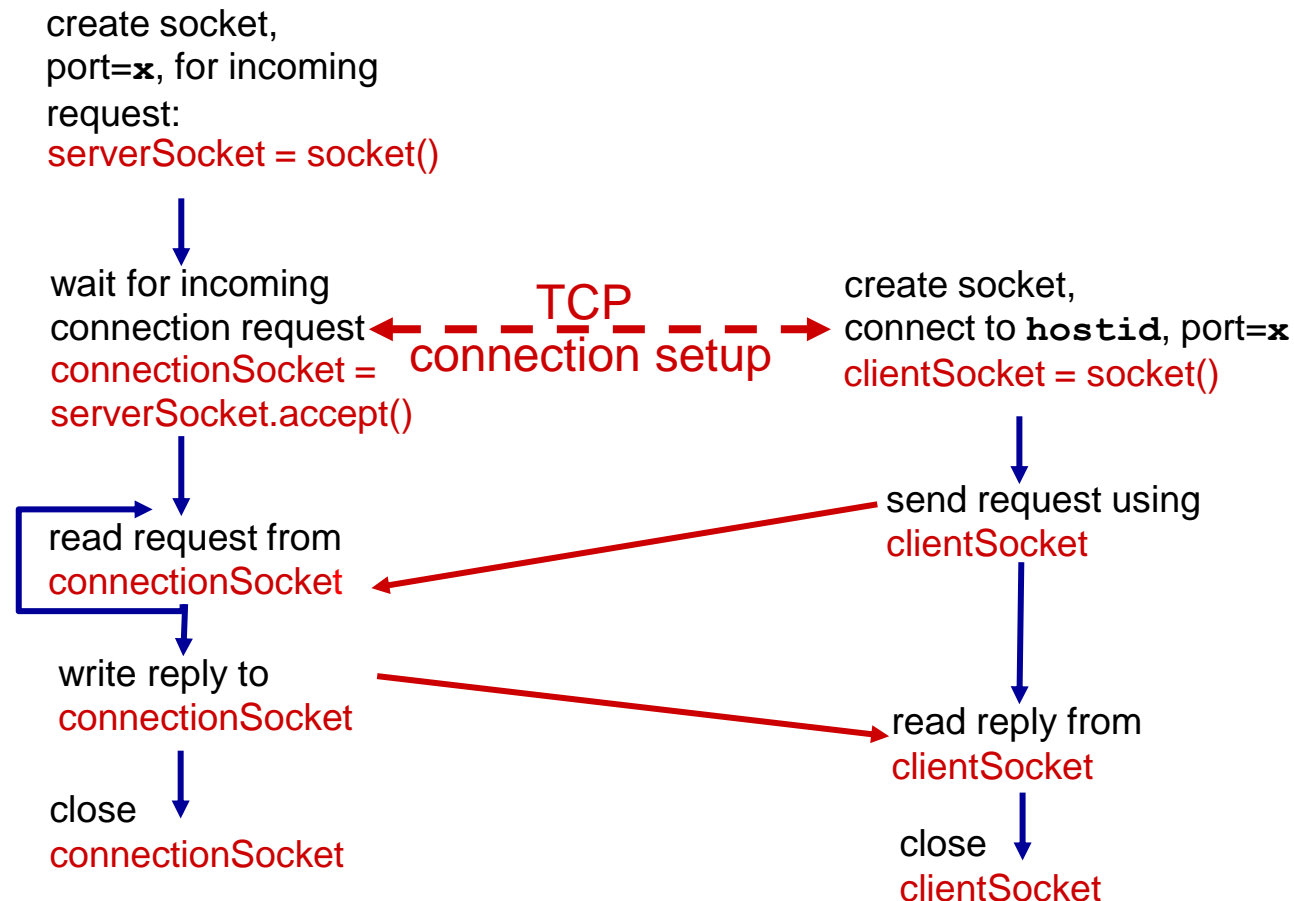 create socket,
port=x, for incoming
request:
serverSocket = socket()
wait for incoming
connection request
connectionSocket =
serverSocket.accept()
TCP
connection setup
create socket,
connect to hostid, port=x
clientSocket = socket()
read request from
connectionSocket
send request using
clientSocket
write reply to
connectionSocket
read reply from
clientSocket
close
connectionSocket
close
clientSocket